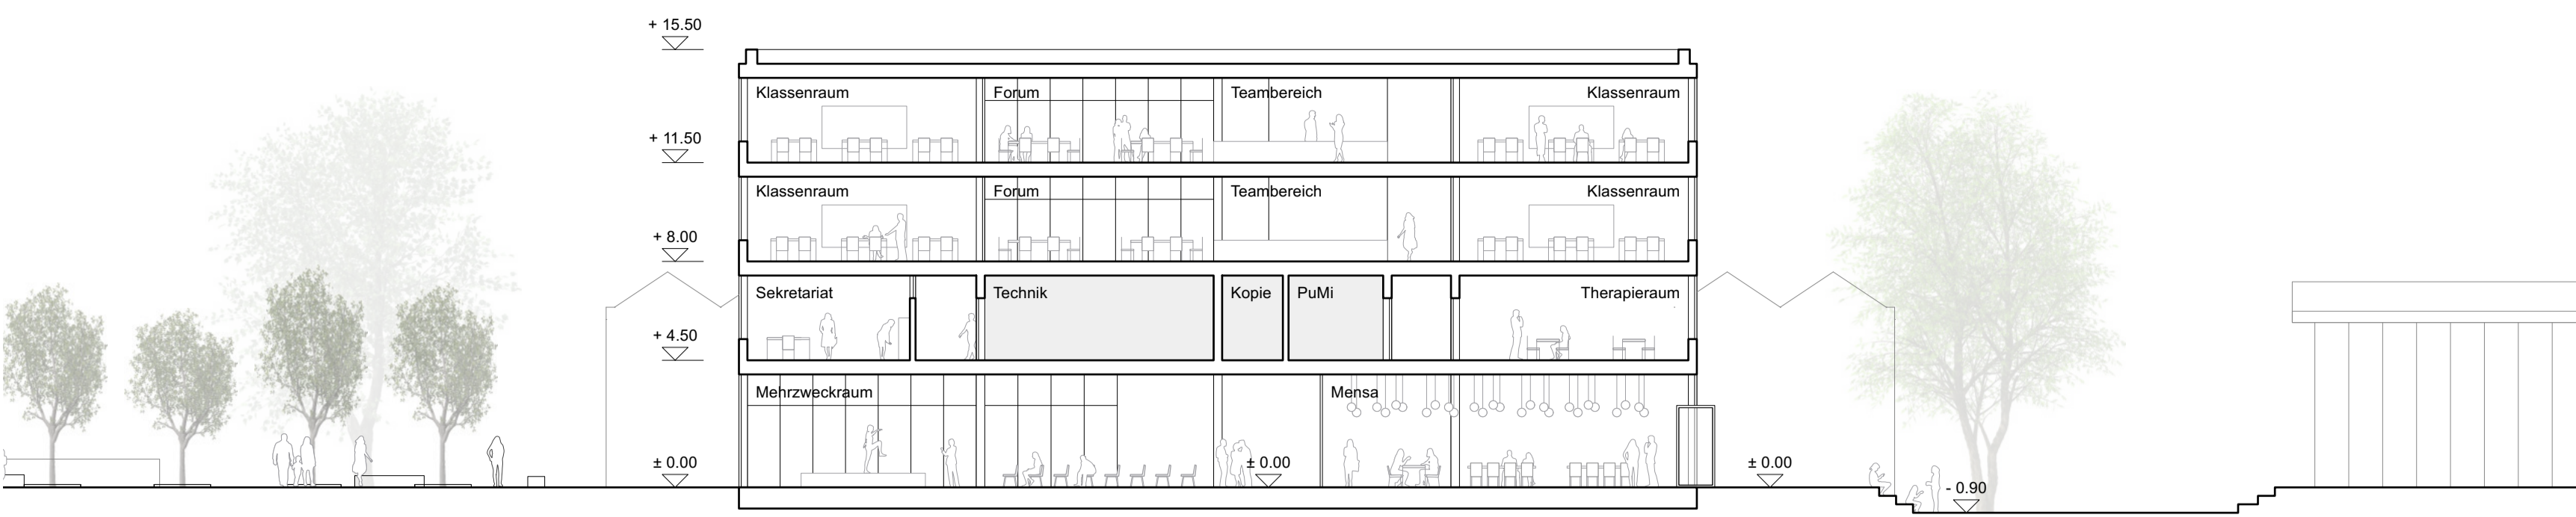 + 15.50
Klassenraum Forum Teambereich Klassenraum
+ 11.50
Klassenraum Forum Teambereich Klassenraum
+ 8.00
Sekretariat Technik Kopie PuMi Therapieraum
+ 4.50
Mehrzweckraum Mensa
± 0.00 ± 0.00 ± 0.00
- 0.90